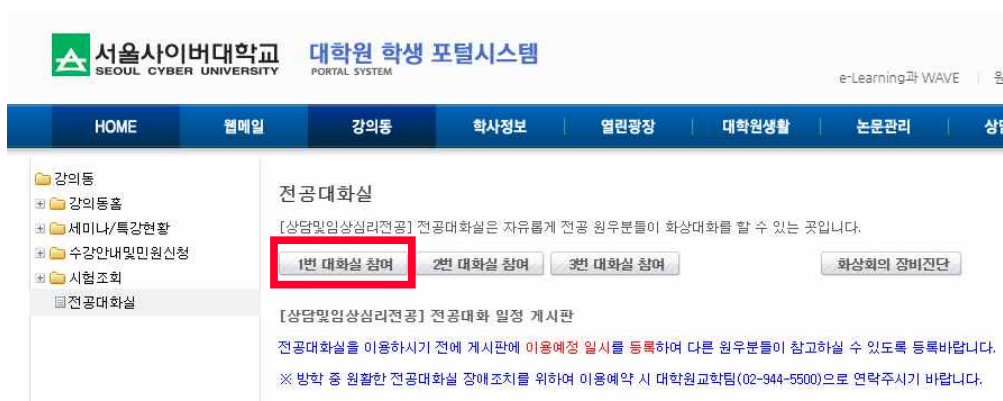 서울사이버대학교
SEOUL CYBER UNIVERSITY
대학원 학생 포털시스템
PORTAL SYSTEM
e-Learning과 WAVE
HOME 웹메일 강의동 학사정보 열린광장 대학원생활 논문관리
강의동
강의동홈
세미나/특강현황
수강안내및민원신청
시험조회
전공대화실
전공대화실
[상담및임상심리전공] 전공대화실은 자유롭게 전공 원우분들이 화상대화를 할 수 있는 곳입니다.
1번 대화실 참여 2번 대화실 참여 3번 대화실 참여 화상회의 장비진단
[상담및임상심리전공] 전공대화 일정 게시판
전공대화실을 이용하시기 전에 게시판에 이용예정 일시를 등록하여 다른 원우분들이 참고하실 수 있도록 등록바랍니다.
※ 방학 중 원활한 전공대화실 장애조치를 위하여 이용예약 시 대학원교학팀(02-944-5500)으로 연락주시기 바랍니다.